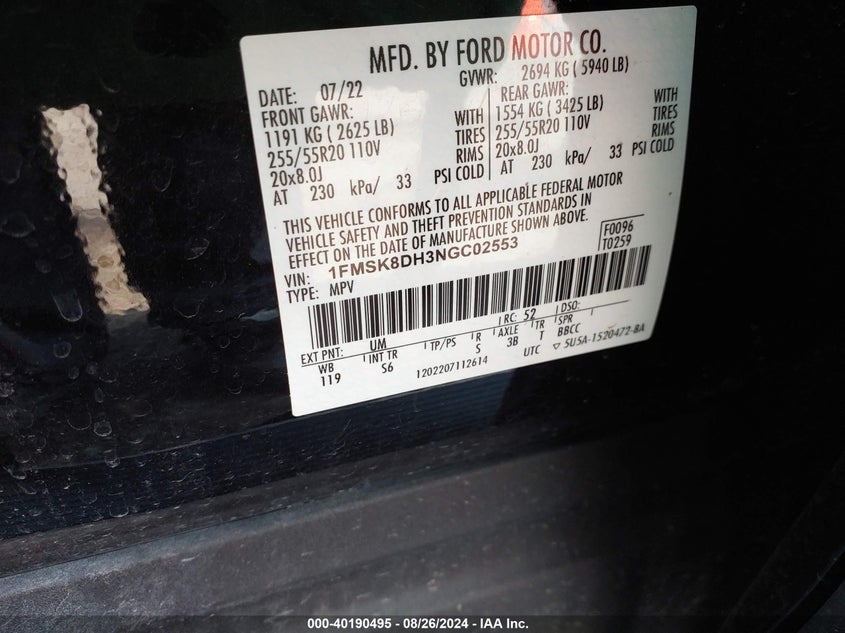 MFD. BY FORD MOTOR CO.
DATE: 07/22 GVWR: 2694 KG ( 5940 LB)
FRONT GAWR: REAR GAWR:
1191 KG ( 2625 LB) WITH 1554 KG ( 3425 LB) WITH
255/55R20 110V TIRES 255/55R20 110V TIRES
20x8.0J RIMS 20x8.0J RIMS
AT 230 kPa/ 33 PSI COLD AT 230 kPa/ 33 PSI COLD
THIS VEHICLE CONFORMS TO ALL APPLICABLE FEDERAL MOTOR
VEHICLE SAFETY AND THEFT PREVENTION STANDARDS IN
EFFECT ON THE DATE OF MANUFACTURE SHOWN ABOVE.
VIN: 1FMSK8DH3NGC02553 F0096
TYPE: MPV T0259
EXT PNT: UM RC: 52 DSO:
WB INT TR TP/PS R AXLE TR SPR
119 S6 S 3B T BBCC
1202207112614 UTC ▽ 5U5A-1520472-BA
000-40190495 - 08/26/2024 - IAA Inc.